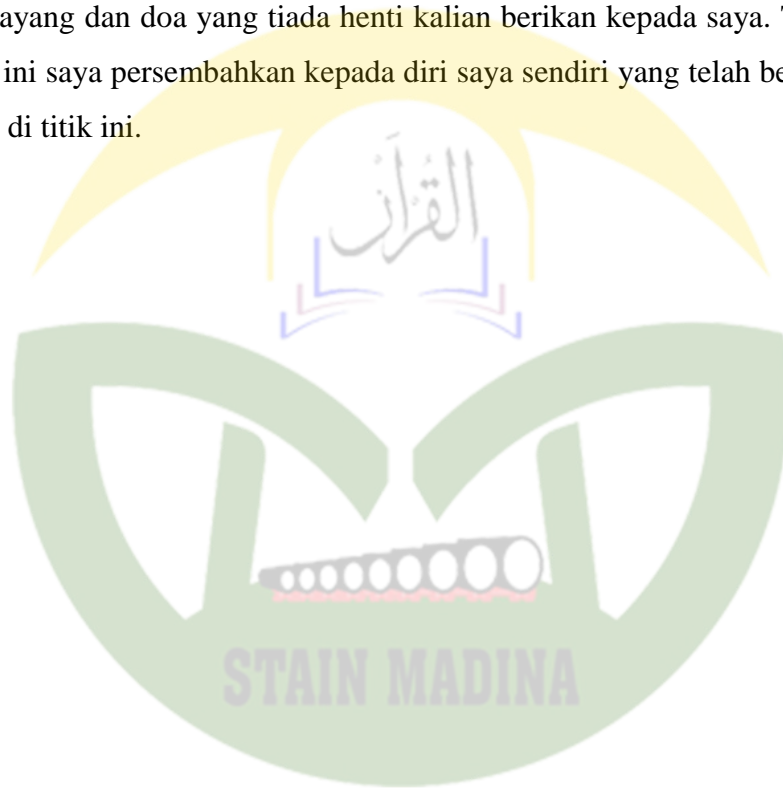 ayang dan doa yang tiada henti kalian berikan kepada saya.
ini saya persembahkan kepada diri saya sendiri yang telah be
di titik ini.
القرآن
STAIN MADINA